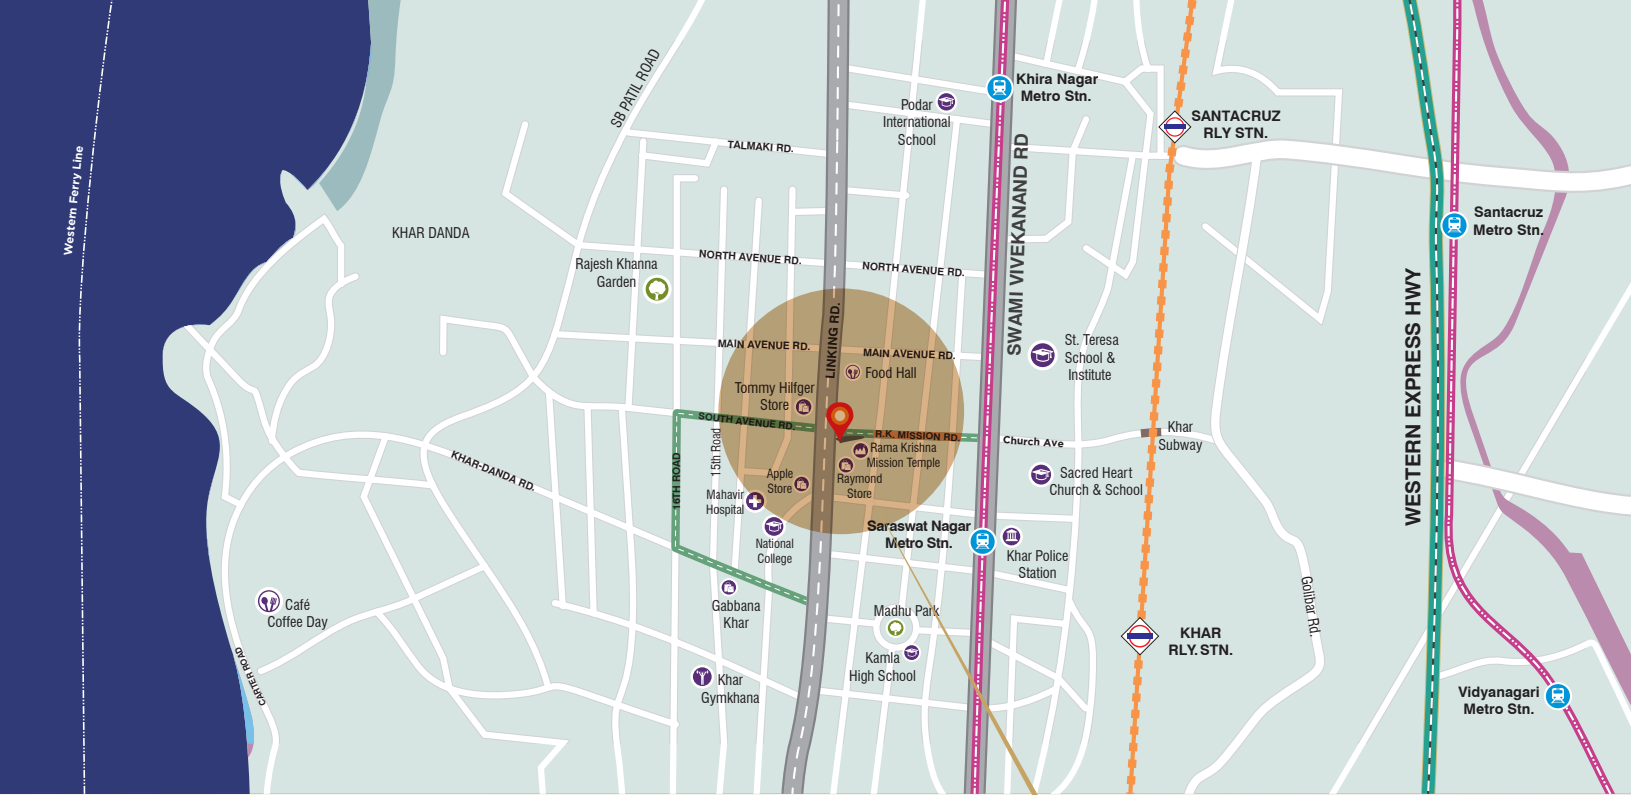 Western Ferry Line
SB PATIL ROAD
KHAR DANDA
TALMAKI RD.
Podar
International
School
Khira Nagar
Metro Stn.
SANTACRUZ
RLY STN.
SWAMI VIVEKANAND RD
Santacruz
Metro Stn.
WESTERN EXPRESS HWY
Rajesh Khanna
Garden
NORTH AVENUE RD.
NORTH AVENUE RD.
LINKING RD.
MAIN AVENUE RD.
MAIN AVENUE RD.
Food Hall
Tommy Hilfger
Store
St. Teresa
School &
Institute
SOUTH AVENUE RD.
R.K. MISSION RD.
Church Ave
Khar
Subway
Rama Krishna
Mission Temple
Raymond
Store
Apple
Store
15th Road
16TH ROAD
KHAR-DANDA RD.
Mahavir
Hospital
National
College
Sacred Heart
Church & School
Saraswat Nagar
Metro Stn.
Khar Police
Station
Gabbana
Khar
Café
Coffee Day
CARTER ROAD
Madhu Park
Kamla
High School
Khar
Gymkhana
KHAR
RLY. STN.
Golibar Rd.
Vidyanagari
Metro Stn.